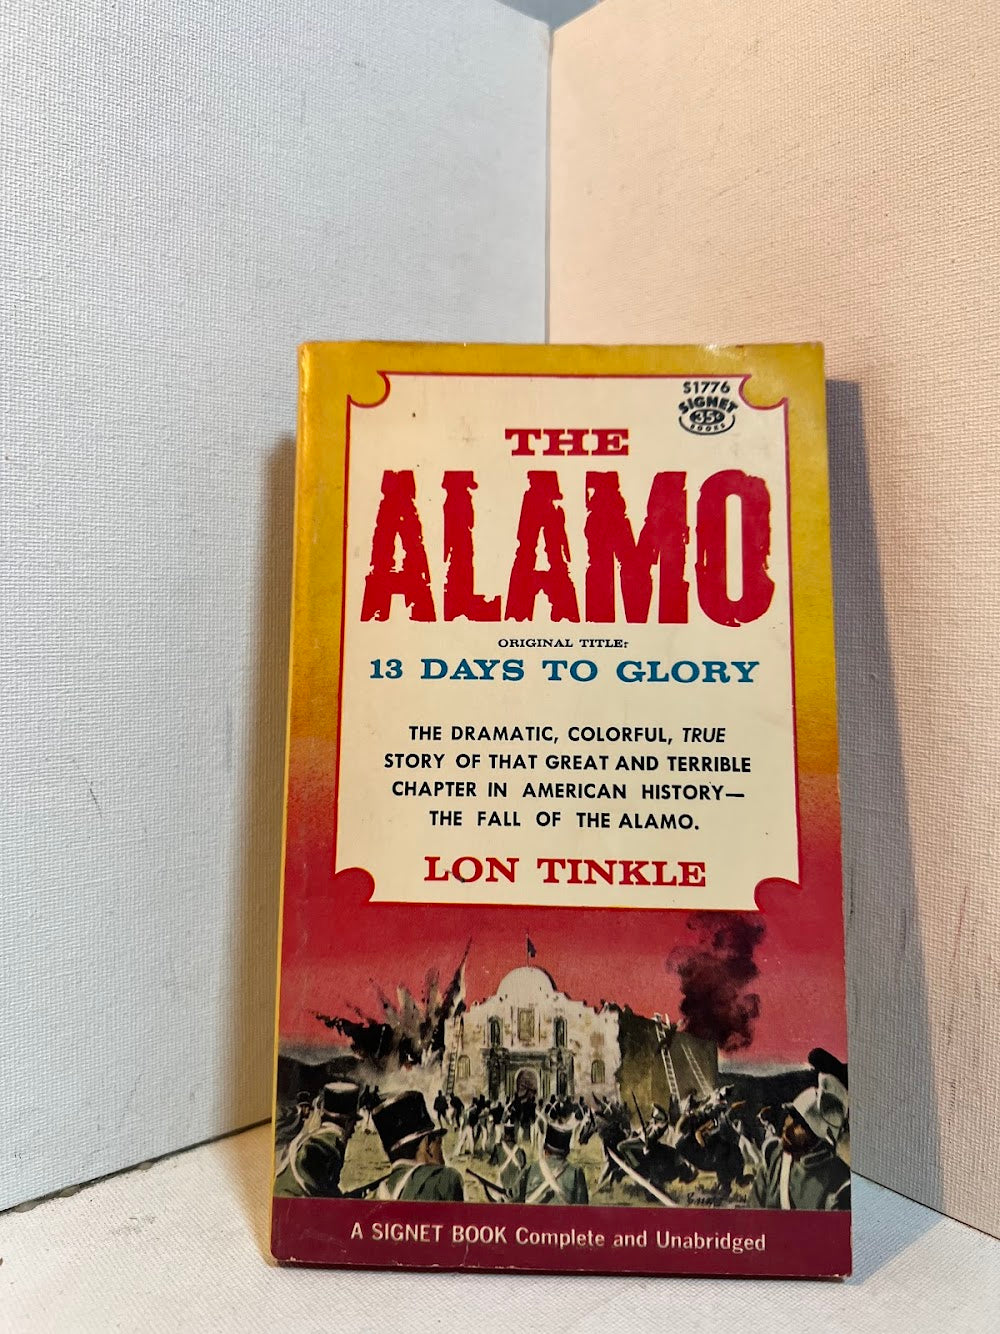 S1776
SIGNET
35¢
BOOKS
THE
ALAMO
ORIGINAL TITLE:
13 DAYS TO GLORY
THE DRAMATIC, COLORFUL, TRUE
STORY OF THAT GREAT AND TERRIBLE
CHAPTER IN AMERICAN HISTORY—
THE FALL OF THE ALAMO.
LON TINKLE
A SIGNET BOOK Complete and Unabridged